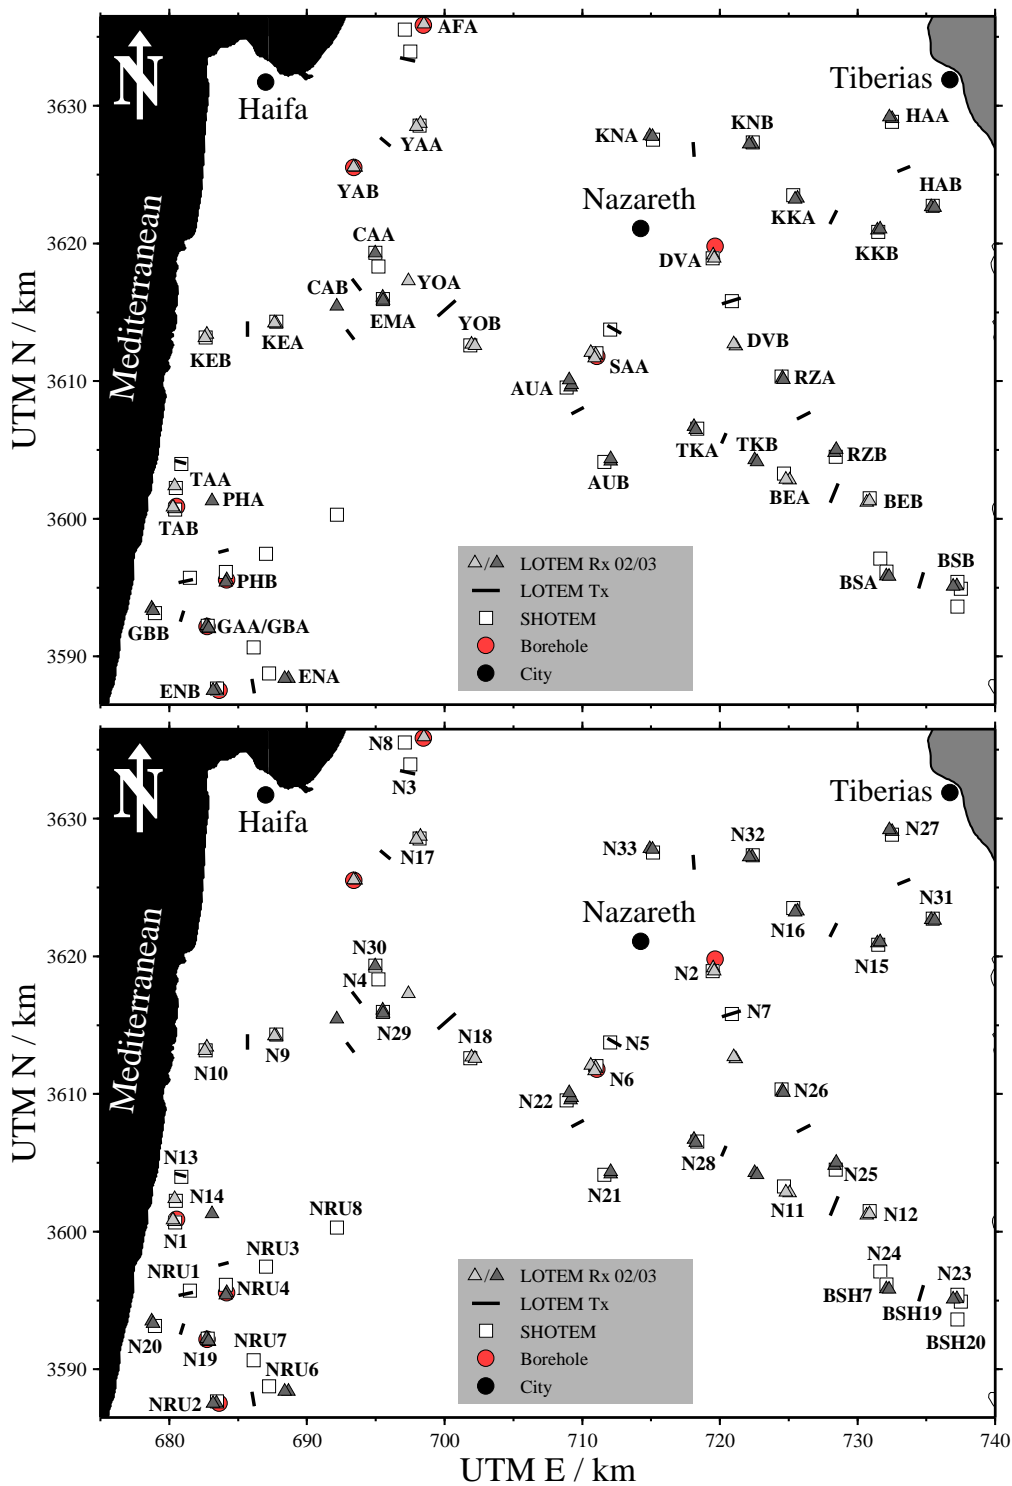 AFA
N
Tiberias
Haifa
3630
HAA
KNB
KNA
YAA
HAB
YAB
Nazareth
KKA
3620
CAA
KKB
DVA
YOA
CAB
EMA
YOB
DVB
KEA
KEB
SAA
Mediterranean
UTM N / km
3610
RZA
AUA
TKA
TKB
RZB
AUB
BEA
TAA
PHA
BEB
3600
TAB
LOTEM Rx 02/03
BSB
PHB
BSA
LOTEM Tx
SHOTEM
GBB
GAA/GBA
Borehole
3590
ENA
City
ENB
N8
N
N3
Tiberias
Haifa
3630
N27
N32
N33
N17
N31
Nazareth
N16
3620
N30
N4
N2
N15
N7
N29
N18
N5
N9
N10
N6
Mediterranean
UTM N / km
3610
N26
N22
N28
N13
N25
N21
N14
N11
NRU8
N12
3600
N1
NRU3
N24
NRU1
LOTEM Rx 02/03
N23
NRU4
BSH7
LOTEM Tx
BSH19
SHOTEM
NRU7
N20
N19
BSH20
Borehole
3590
NRU6
City
NRU2
680
690
700
710
720
730
740
UTM E / km